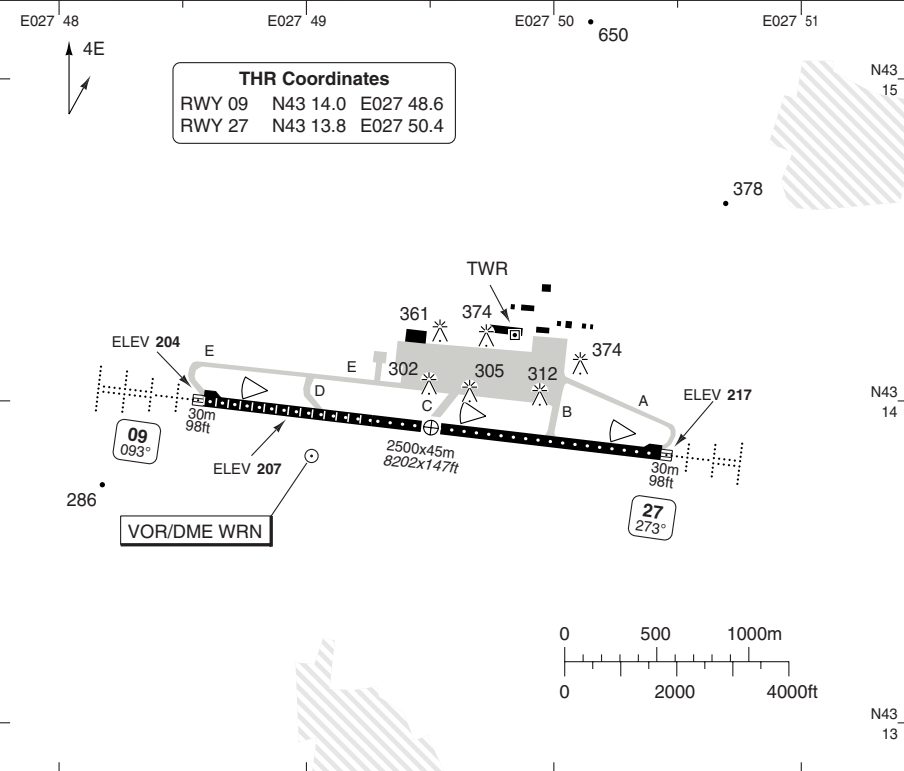 E027 48
E027 49
E027 50
E027 51
650
4E
N43
15
THR Coordinates
RWY 09 N43 14.0 E027 48.6
RWY 27 N43 13.8 E027 50.4
378
TWR
361
374
ELEV 204
E
E
302
305
312
374
D
C
B
A
ELEV 217
N43
14
30m
98ft
09
093°
ELEV 207
2500x45m
8202x147ft
30m
98ft
286
27
273°
VOR/DME WRN
0 500 1000m
0 2000 4000ft
N43
13